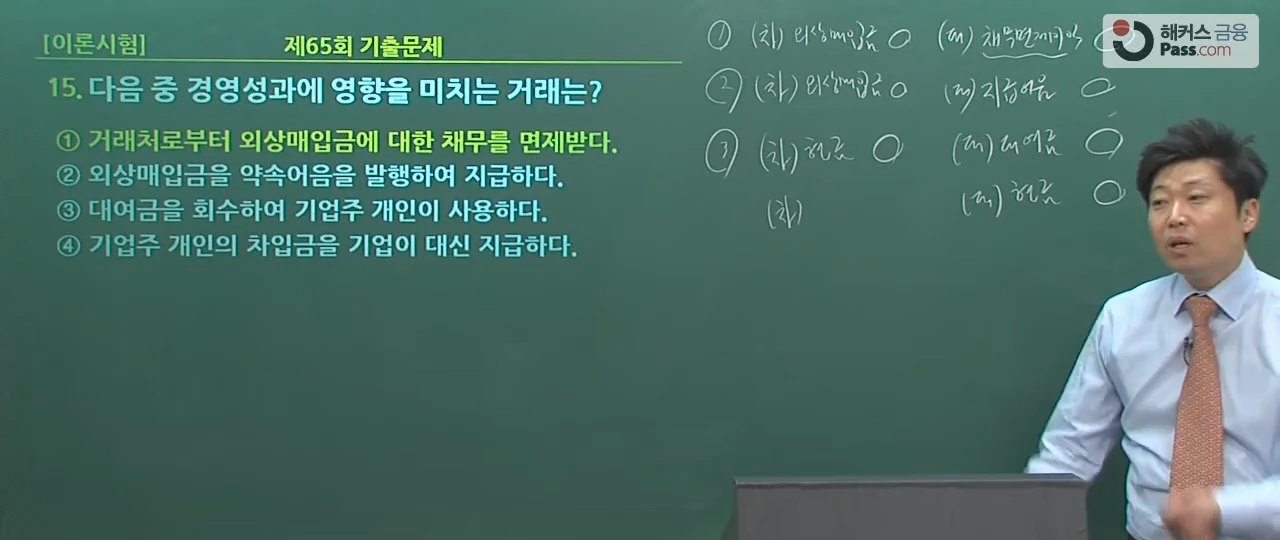 [이론시험] 제65회 기출문제
15. 다음 중 경영성과에 영향을 미치는 거래는?
① 거래처로부터 외상매입금에 대한 채무를 면제받다.
② 외상매입금을 약속어음을 발행하여 지급하다.
③ 대여금을 회수하여 기업주 개인이 사용하다.
④ 기업주 개인의 차입금을 기업이 대신 지급하다.
① (차) 외상매입금 ○ (대) 채무면제이익
② (차) 외상매입금 ○ (대) 지급어음 ○
③ (차) 현금 ○ (대) 대여금 ○
(차) (대) 현금 ○
해커스 금융
Pass.com